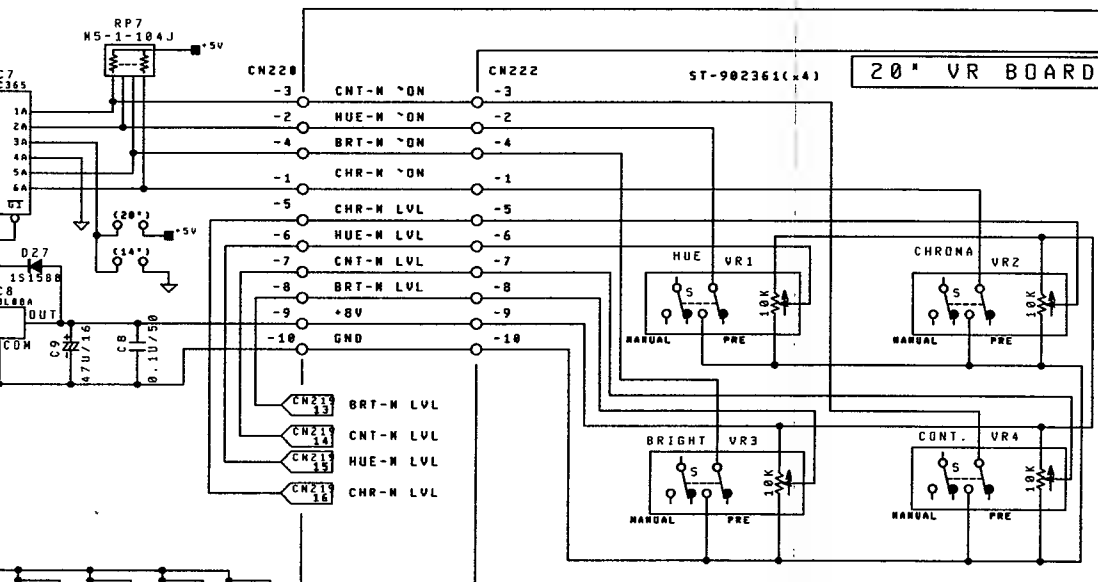 RP7
M5-1-104J
+5V
C7
E365
1A
2A
3A
4A
5A
6A
G1
(20")
+5V
(14")
D27
1S1588
C8
OUT
COM
C9
47U/16
C8
0.1U/50
CN220
CN222
ST-902361(x4)
20" VR BOARD
-3 CNT-M ~ON -3
-2 HUE-M ~ON -2
-4 BRT-M ~ON -4
-1 CHR-M ~ON -1
-5 CHR-M LVL -5
-6 HUE-M LVL -6
-7 CNT-M LVL -7
-8 BRT-M LVL -8
-9 +8V -9
-10 GND -10
CN219 13 BRT-M LVL
CN219 14 CNT-M LVL
CN219 15 HUE-M LVL
CN219 16 CHR-M LVL
HUE VR1
S
10K
MANUAL PRE
CHROMA VR2
S
10K
MANUAL PRE
BRIGHT VR3
S
10K
MANUAL PRE
CONT. VR4
S
10K
MANUAL PRE